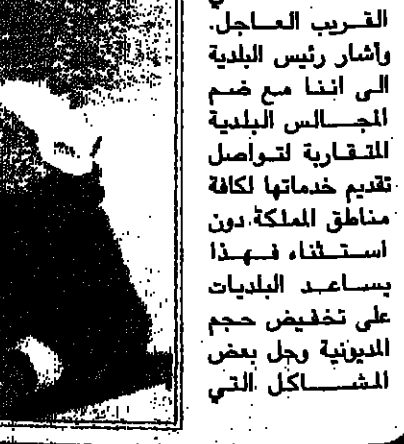 القريب العاجل.
وأشار رئيس البلدية
الى اننا مع ضم
المجالس البلدية
المتقاربة لتواصل
تقديم خدماتها لكافة
مناطق المملكة دون
استثناء فهذا
يساعد البلديات
على تخفيض حجم
المديونية وحل بعض
المشاكل التي